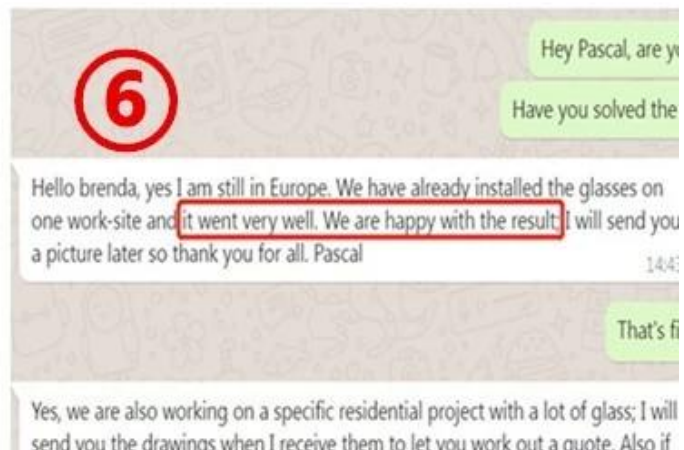 6
Hey Pascal, are
Have you solved the
Hello brenda, yes I am still in Europe. We have already installed the glasses on
one work-site and it went very well. We are happy with the result; I will send you
a picture later so thank you for all. Pascal
14:43
That's
Yes, we are also working on a specific residential project with a lot of glass; I will
send you the drawings when I receive them to let you work out a quote. Also if